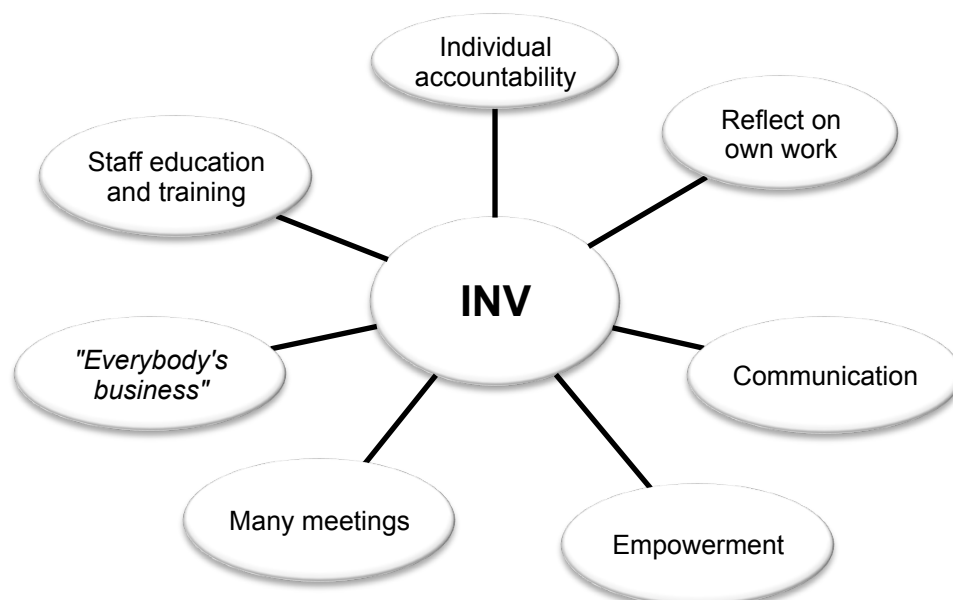 Individual
accountability
Reflect on
own work
Staff education
and training
INV
"Everybody's
business"
Communication
Many meetings
Empowerment